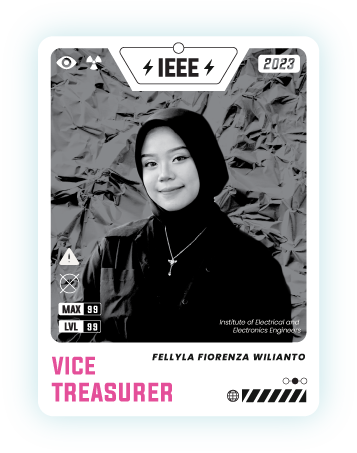 IEEE
2023
MAX 99
LVL 99
Institute of Electrical and
Electronics Engineers
FELLYLA FIORENZA WILIANTO
VICE
TREASURER